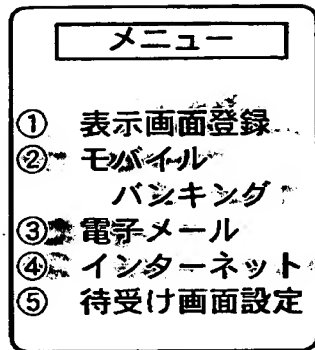 メニュー
① 表示画面登録
② モバイル
バンキング
③ 電子メール
④ インターネット
⑤ 待受け画面設定